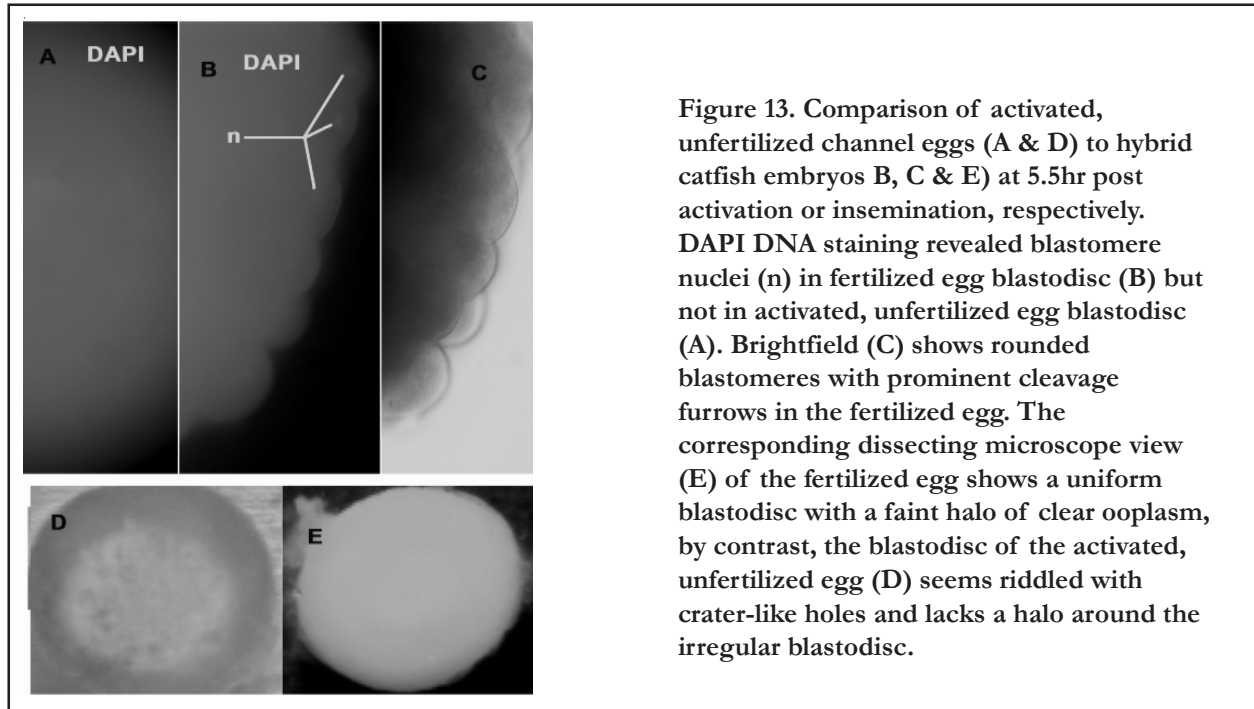 A DAPI
B DAPI
n
C
D
E
Figure 13. Comparison of activated,
unfertilized channel eggs (A & D) to hybrid
catfish embryos B, C & E) at 5.5hr post
activation or insemination, respectively.
DAPI DNA staining revealed blastomere
nuclei (n) in fertilized egg blastodisc (B) but
not in activated, unfertilized egg blastodisc
(A). Brightfield (C) shows rounded
blastomeres with prominent cleavage
furrows in the fertilized egg. The
corresponding dissecting microscope view
(E) of the fertilized egg shows a uniform
blastodisc with a faint halo of clear ooplasm,
by contrast, the blastodisc of the activated,
unfertilized egg (D) seems riddled with
crater-like holes and lacks a halo around the
irregular blastodisc.